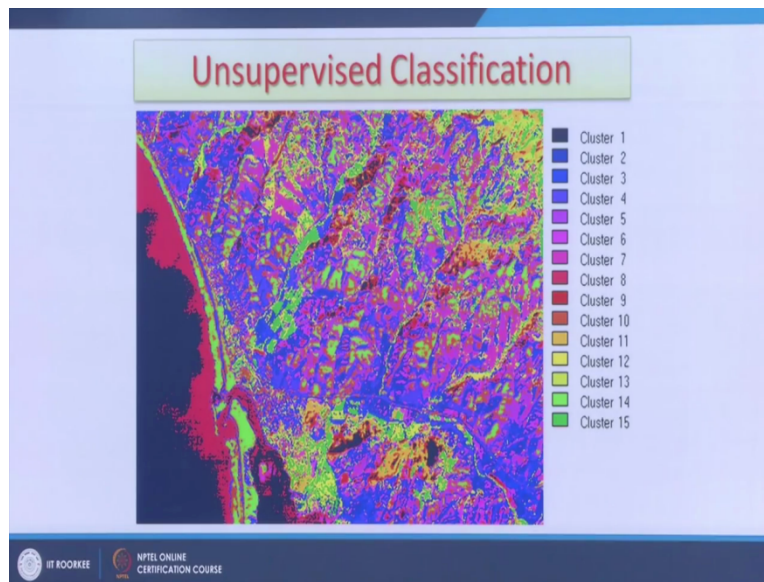 Unsupervised Classification
Cluster 1
Cluster 2
Cluster 3
Cluster 4
Cluster 5
Cluster 6
Cluster 7
Cluster 8
Cluster 9
Cluster 10
Cluster 11
Cluster 12
Cluster 13
Cluster 14
Cluster 15
IIT ROORKEE
NPTEL ONLINE
CERTIFICATION COURSE